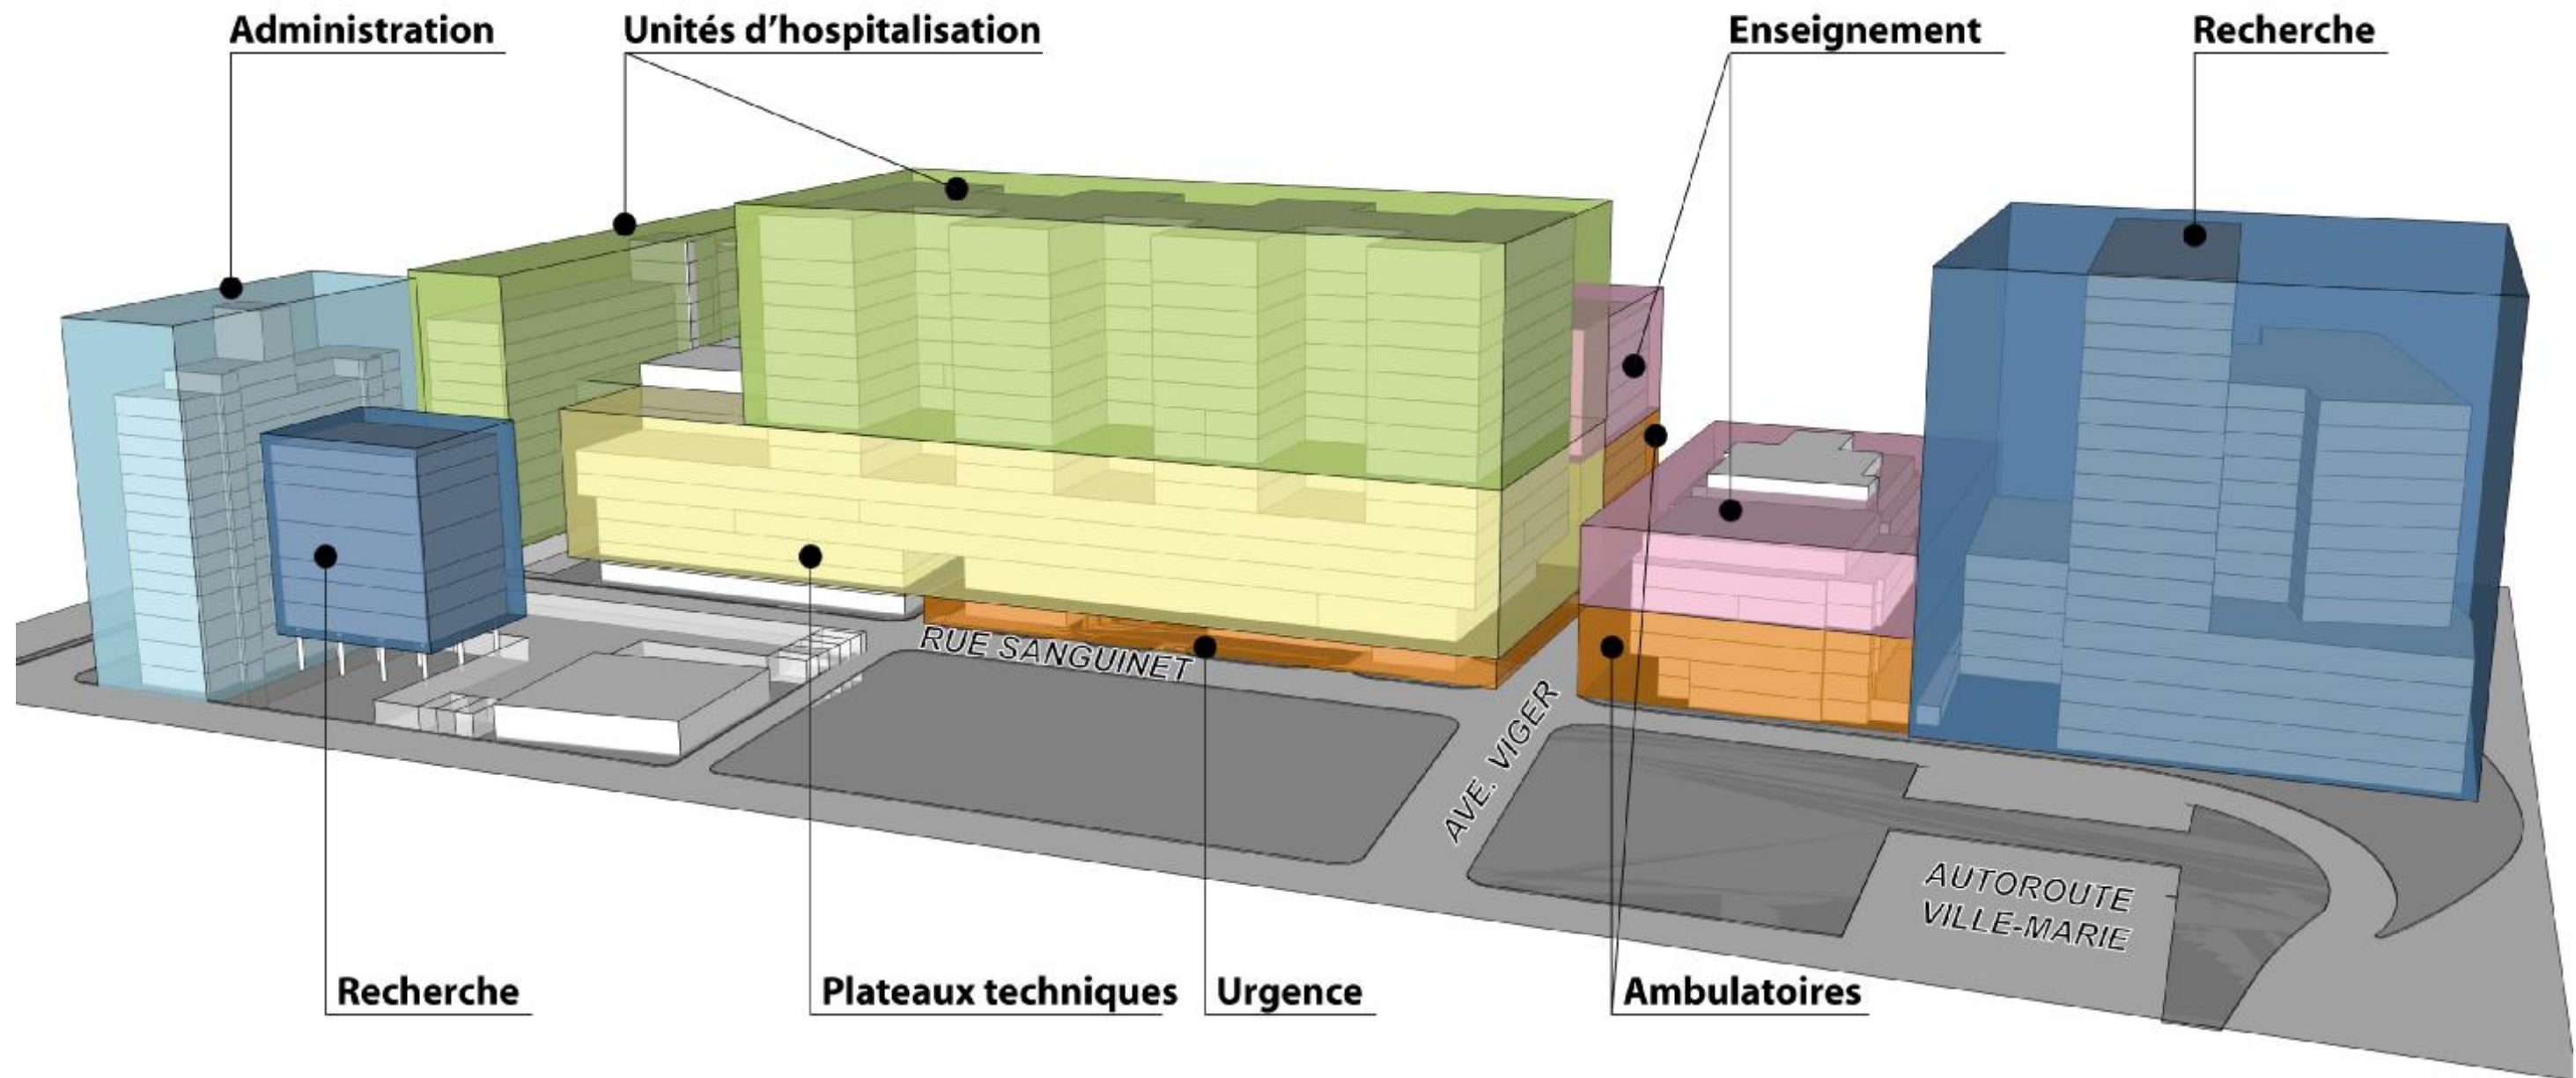 Administration
Unités d'hospitalisation
Enseignement
Recherche
RUE SANGUINET
AVE. VIGER
AUTOROUTE
VILLE-MARIE
Recherche
Plateaux techniques
Urgence
Ambulatoires